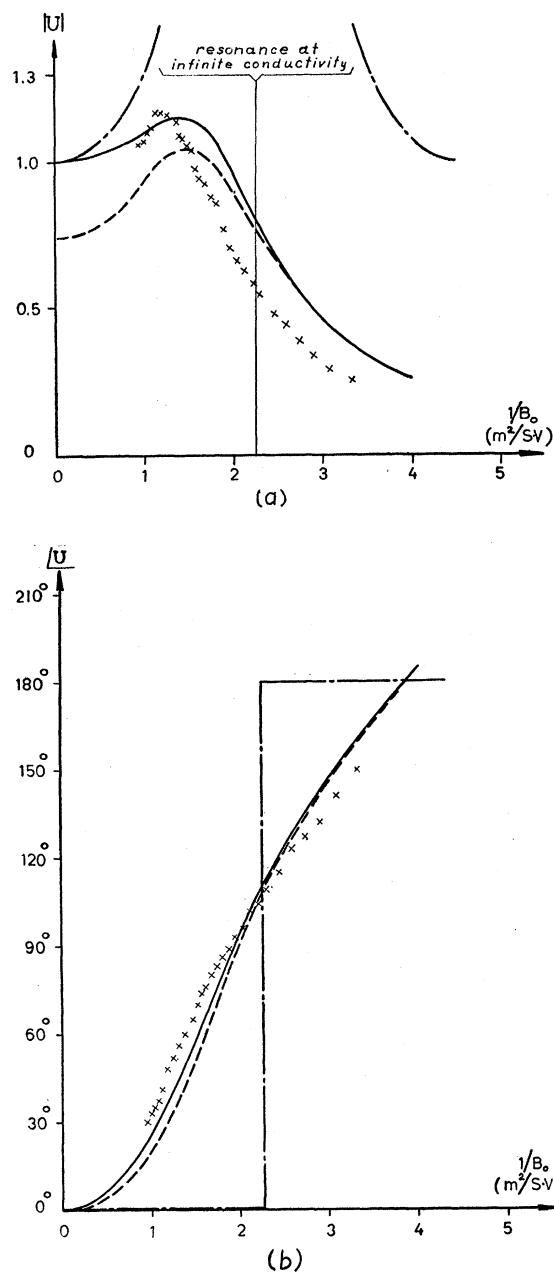 |U|
resonance at
infinite conductivity
1.3
1.0
0.5
0
0 1 2 3 4 5
1/B₀
(m²/S·V)
(a)
/U
210°
180°
150°
120°
90°
60°
30°
0°
0 1 2 3 4 5
1/B₀
(m²/S·V
(b)